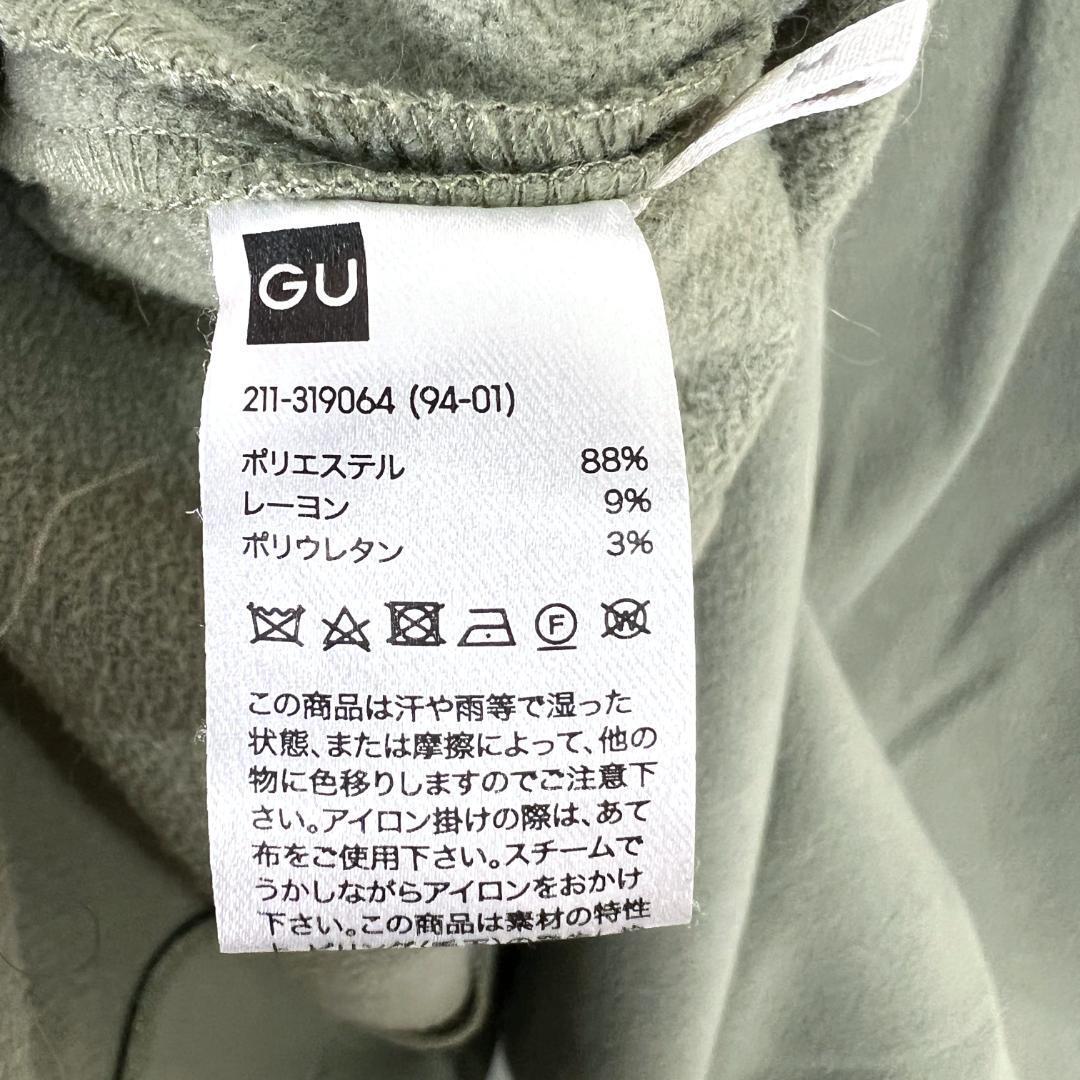 GU
211-319064 (94-01)
ポリエステル 88%
レーヨン 9%
ポリウレタン 3%
F
W
この商品は汗や雨等で湿った
状態、または摩擦によって、他の
物に色移りしますのでご注意下
さい。アイロン掛けの際は、あて
布をご使用下さい。スチームで
うかしながらアイロンをおかけ
下さい。この商品は素材の特性